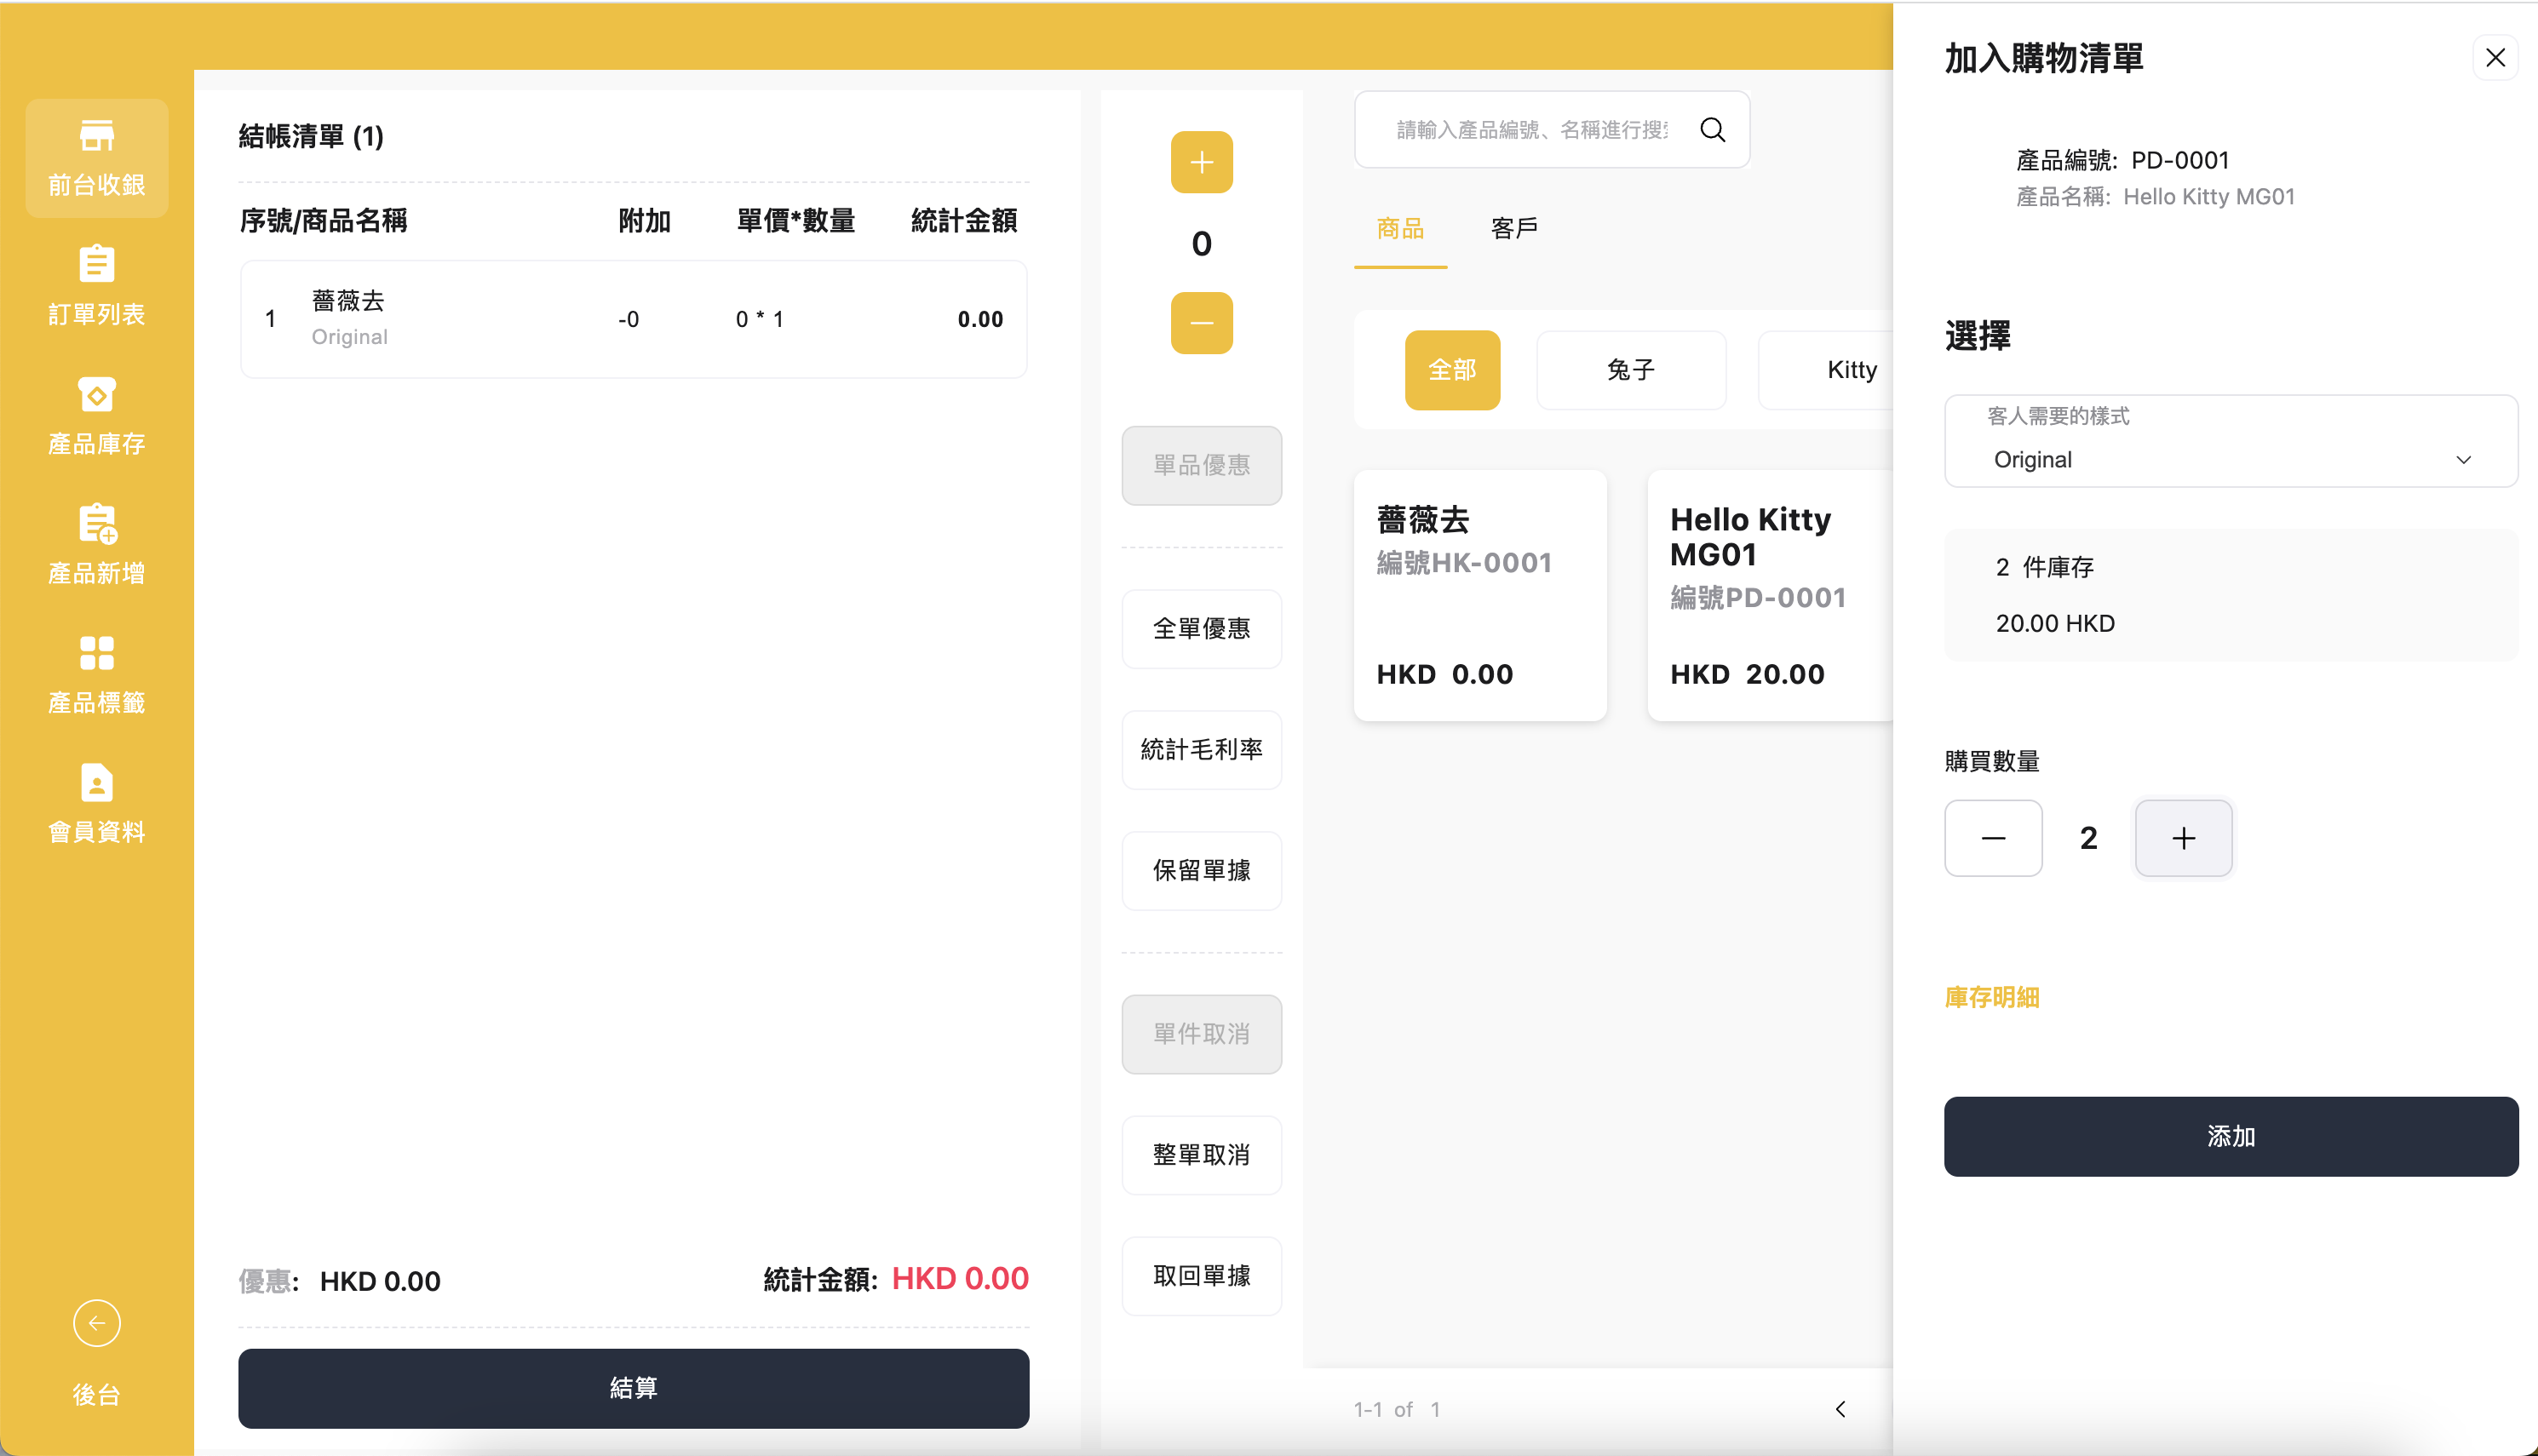 前台收銀
訂單列表
產品庫存
產品新增
產品標籤
會員資料
後台
結帳清單 (1)
序號/商品名稱 附加 單價*數量 統計金額
1 薔薇去 -0 0 * 1 0.00
Original
優惠: HKD 0.00 統計金額: HKD 0.00
結算
0
單品優惠
全單優惠
統計毛利率
保留單據
單件取消
整單取消
取回單據
請輸入產品編號、名稱進行搜
商品 客戶
全部 兔子 Kitty
薔薇去
編號HK-0001
HKD 0.00
Hello Kitty
MG01
編號PD-0001
HKD 20.00
1-1 of 1
加入購物清單
產品編號: PD-0001
產品名稱: Hello Kitty MG01
選擇
客人需要的樣式
Original
2 件庫存
20.00 HKD
購買數量
2
庫存明細
添加